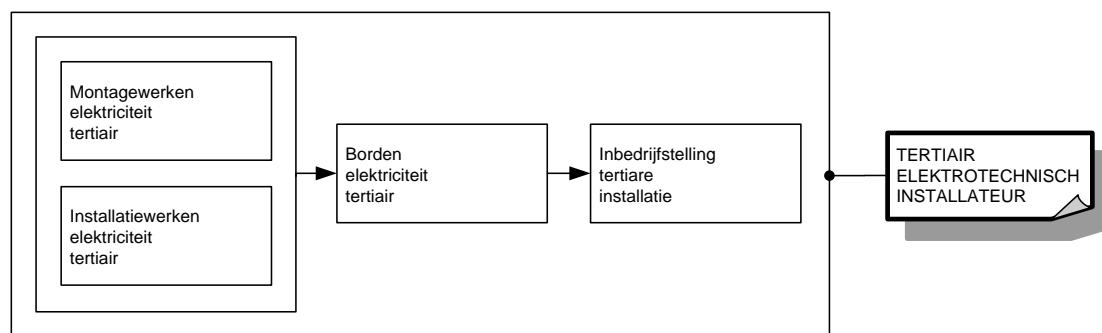 Montagewerken
elektriciteit
tertiair
Installatiewerken
elektriciteit
tertiair
Borden
elektriciteit
tertiair
Inbedrijfstelling
tertiare
installatie
TERTIAIR
ELEKTROTECHNISCH
INSTALLATEUR